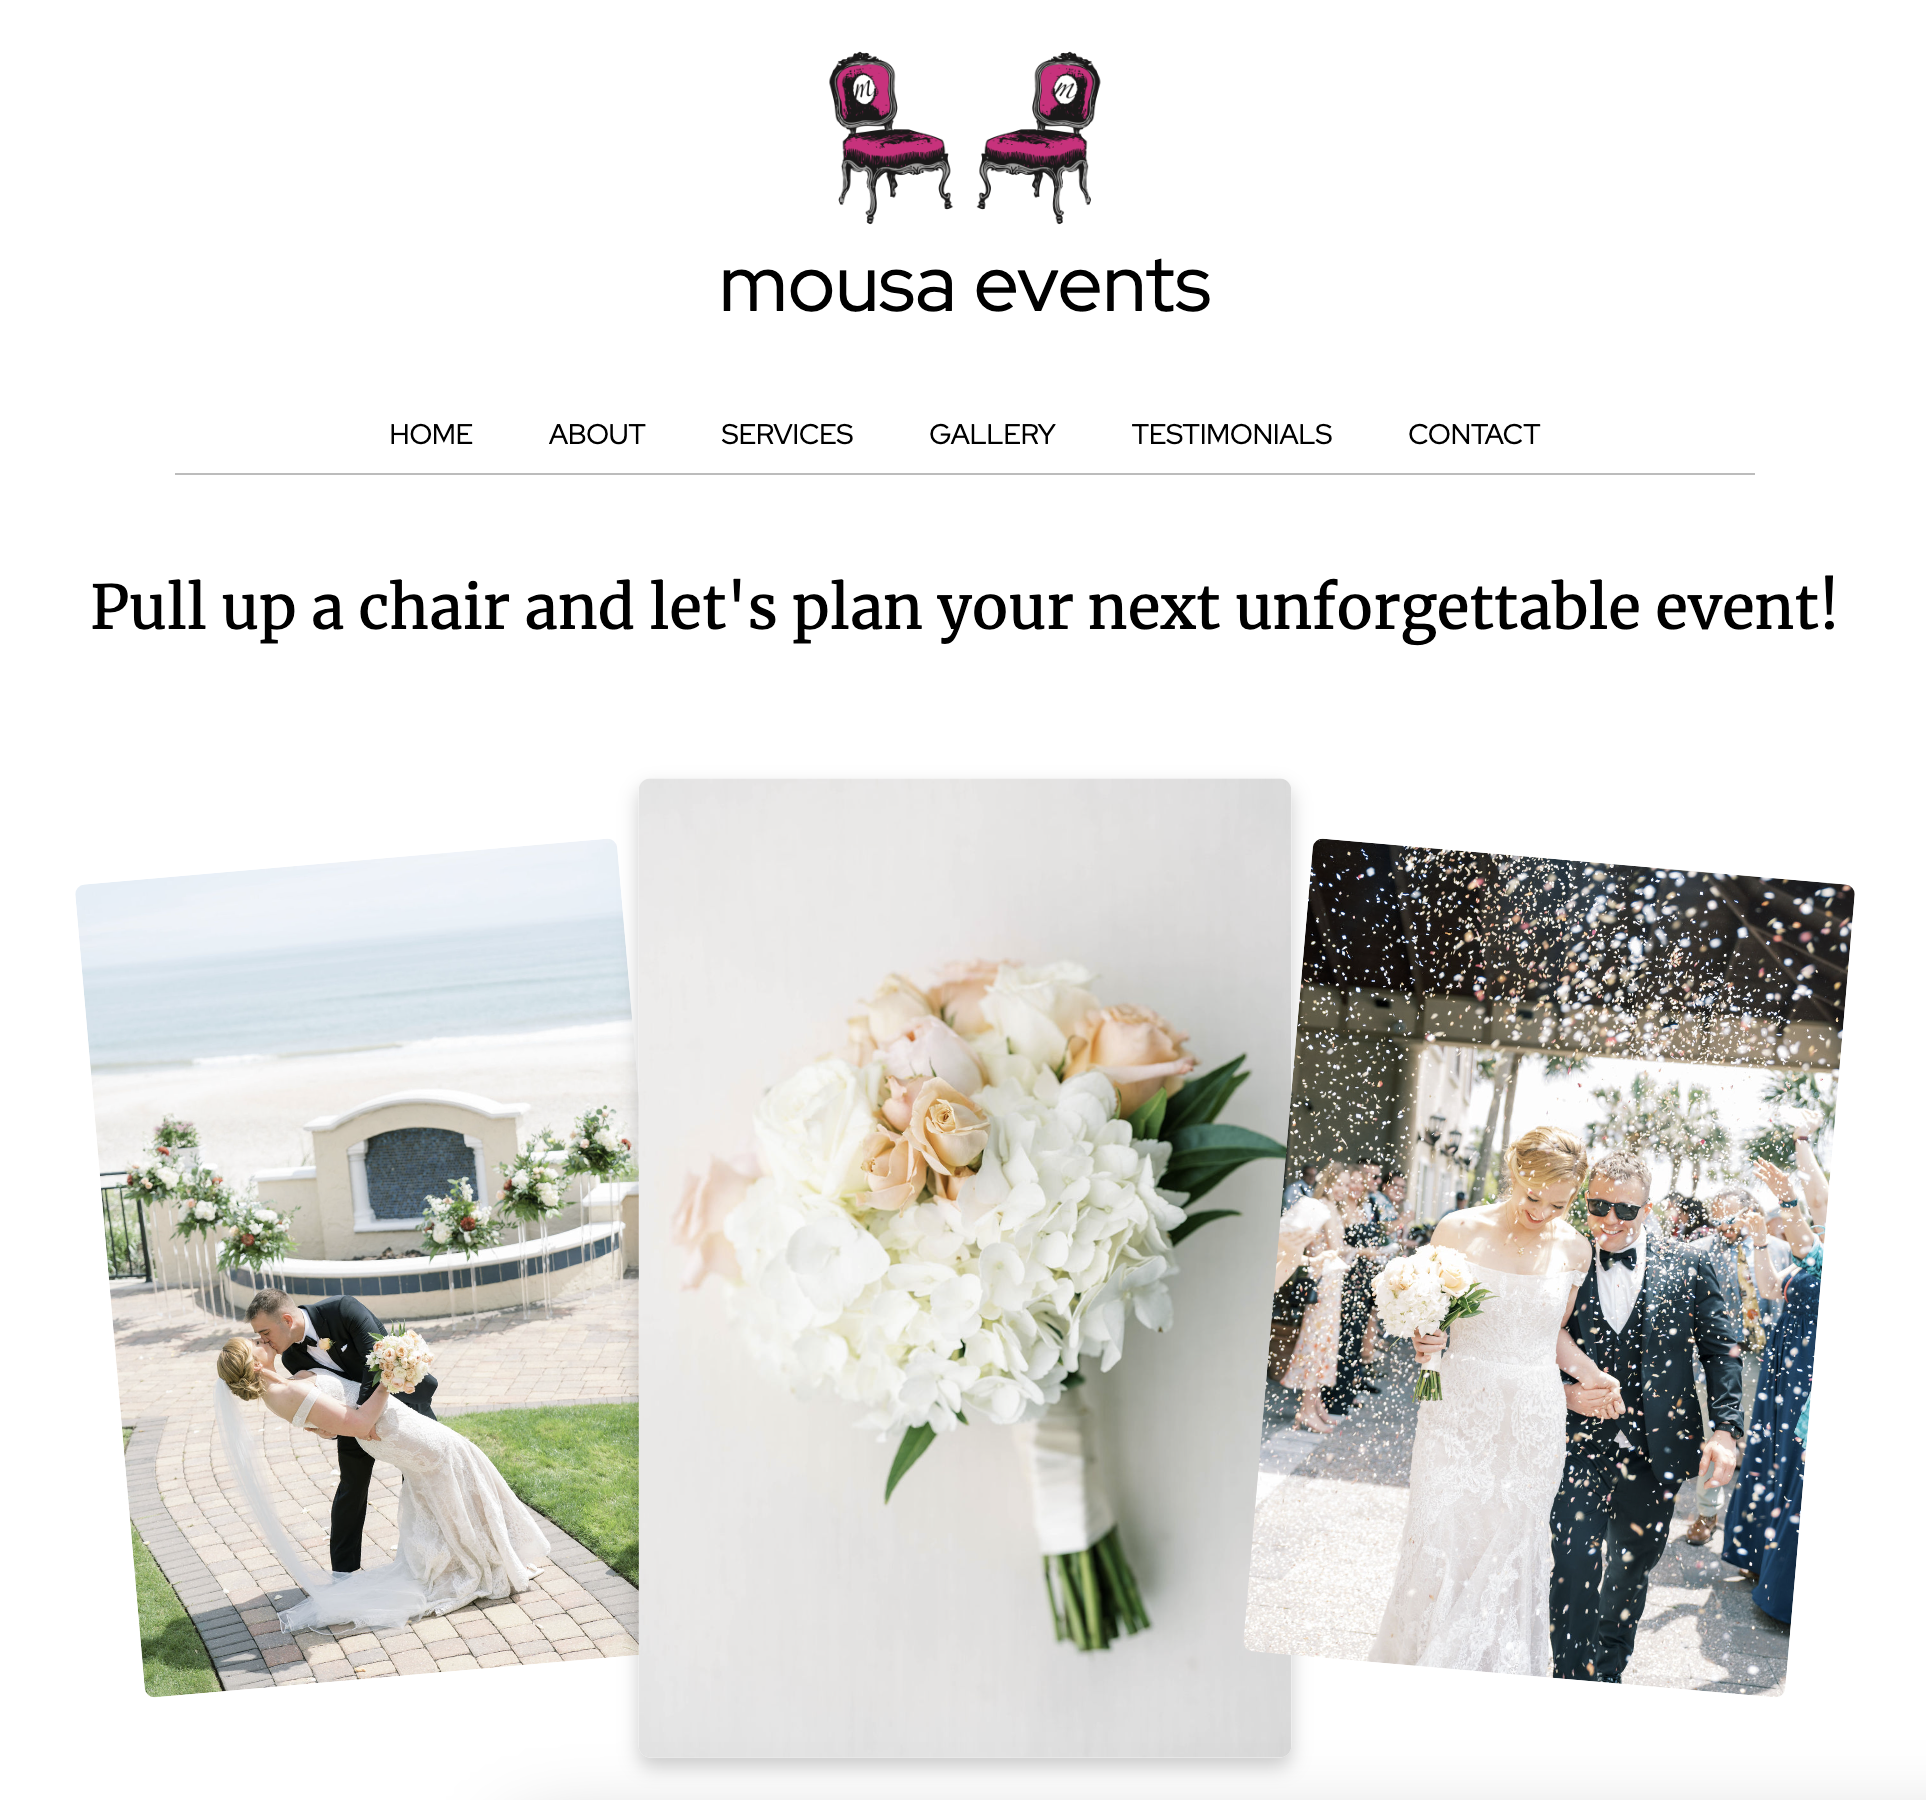 m m
mousa events
HOME ABOUT SERVICES GALLERY TESTIMONIALS CONTACT
Pull up a chair and let's plan your next unforgettable event!